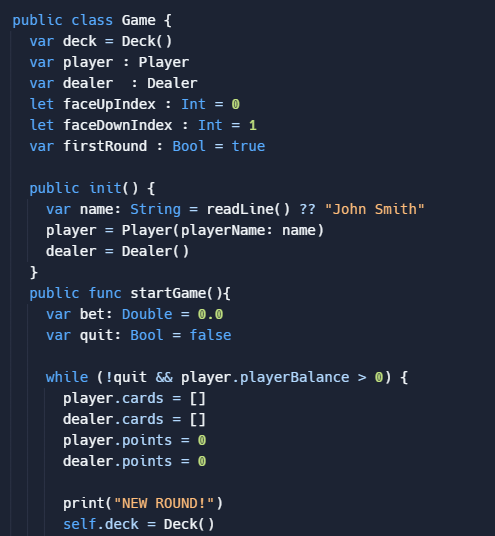 public class Game {
  var deck = Deck()
  var player : Player
  var dealer  : Dealer
  let faceUpIndex : Int = 0
  let faceDownIndex : Int = 1
  var firstRound : Bool = true

  public init() {
    var name: String = readLine() ?? "John Smith"
    player = Player(playerName: name)
    dealer = Dealer()
  }
  public func startGame(){
    var bet: Double = 0.0
    var quit: Bool = false

    while (!quit && player.playerBalance > 0) {
      player.cards = []
      dealer.cards = []
      player.points = 0
      dealer.points = 0

      print("NEW ROUND!")
      self.deck = Deck()